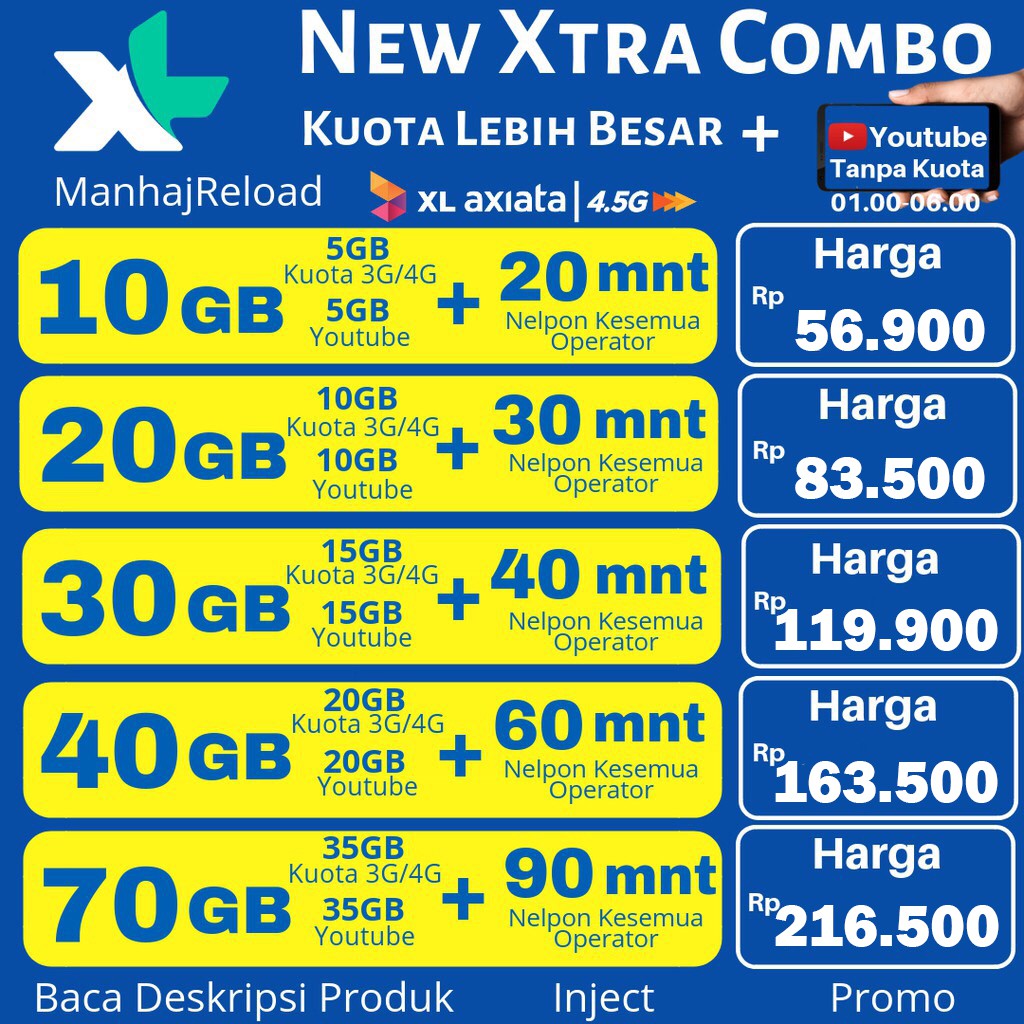 XL
NEW XTRA COMBO
KUOTA LEBIH BESAR +
Youtube
Tanpa Kuota
01.00-06.00
ManhajReload
XL axiata | 4.5G
10 GB
5GB
Kuota 3G/4G
5GB
Youtube
+
20 mnt
Nelpon Kesemua
Operator
Harga
Rp 56.900
20 GB
10GB
Kuota 3G/4G
10GB
Youtube
+
30 mnt
Nelpon Kesemua
Operator
Harga
Rp 83.500
30 GB
15GB
Kuota 3G/4G
15GB
Youtube
+
40 mnt
Nelpon Kesemua
Operator
Harga
Rp 119.900
40 GB
20GB
Kuota 3G/4G
20GB
Youtube
+
60 mnt
Nelpon Kesemua
Operator
Harga
Rp 163.500
70 GB
35GB
Kuota 3G/4G
35GB
Youtube
+
90 mnt
Nelpon Kesemua
Operator
Harga
Rp 216.500
Baca Deskripsi Produk
Inject
Promo